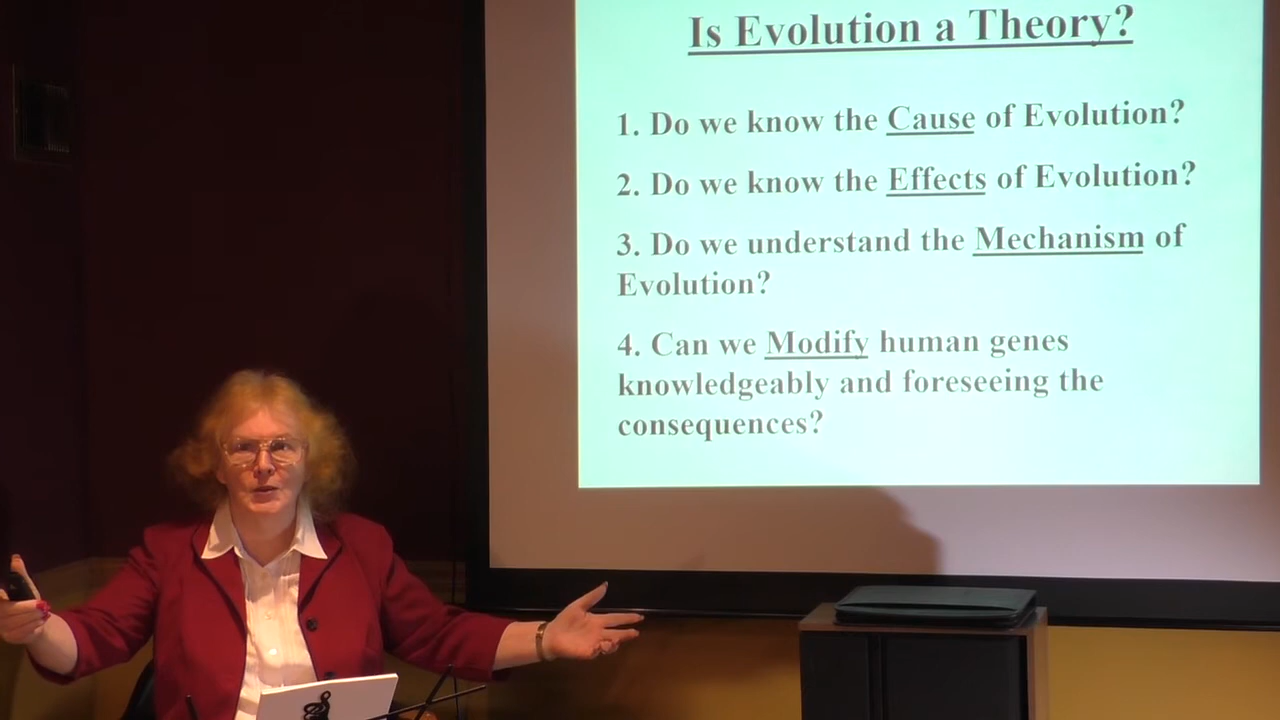 Is Evolution a Theory?
1. Do we know the Cause of Evolution?
2. Do we know the Effects of Evolution?
3. Do we understand the Mechanism of
Evolution?
4. Can we Modify human genes
knowledgeably and foreseeing the
consequences?